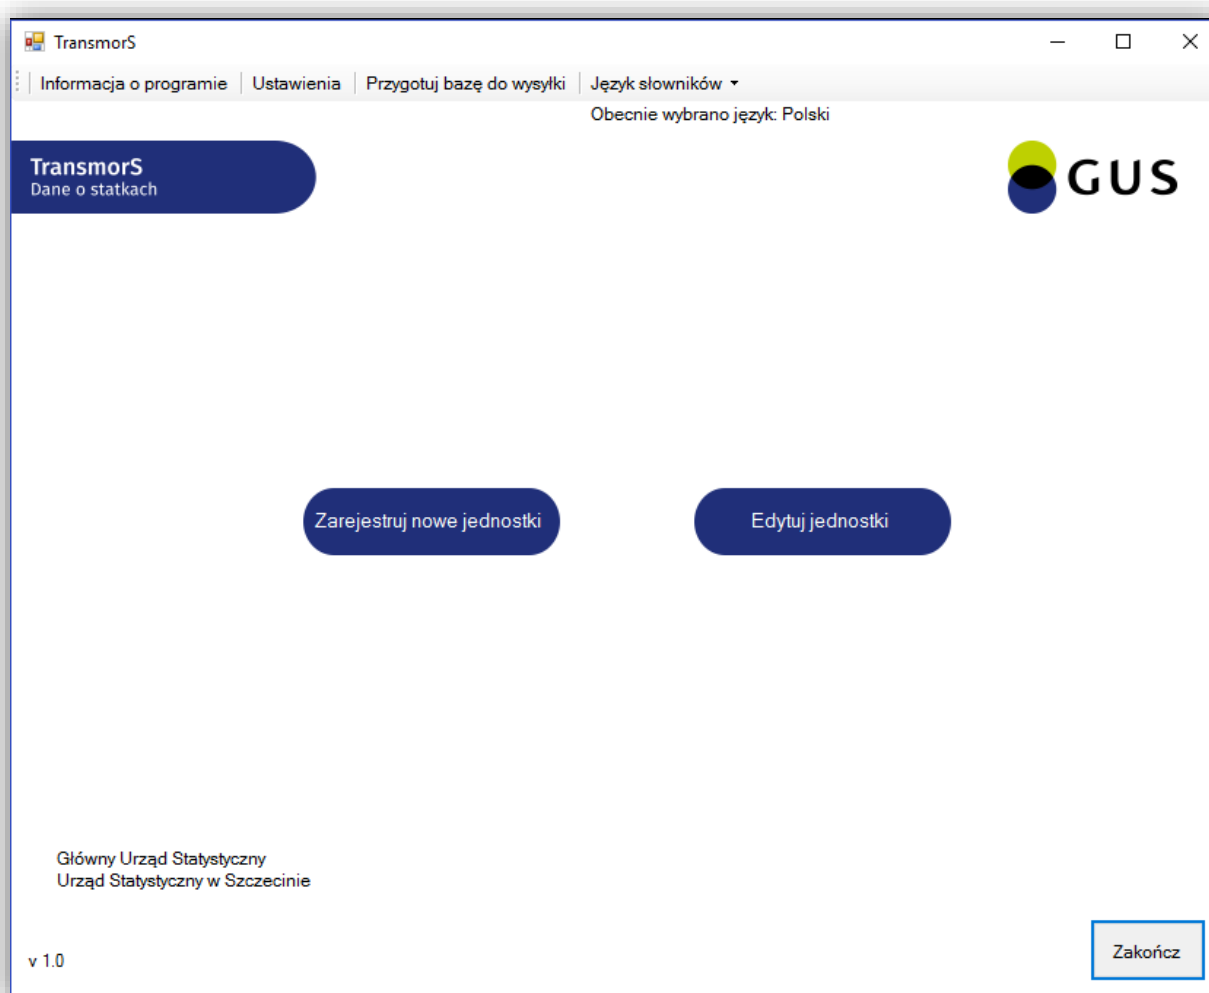 TransmorS
Informacja o programie Ustawienia Przygotuj bazę do wysyłki Język słowników
Obecnie wybrano język: Polski
TransmorS
Dane o statkach
GUS
Zarejestruj nowe jednostki Edytuj jednostki
Główny Urząd Statystyczny
Urząd Statystyczny w Szczecinie
Zakończ
v 1.0